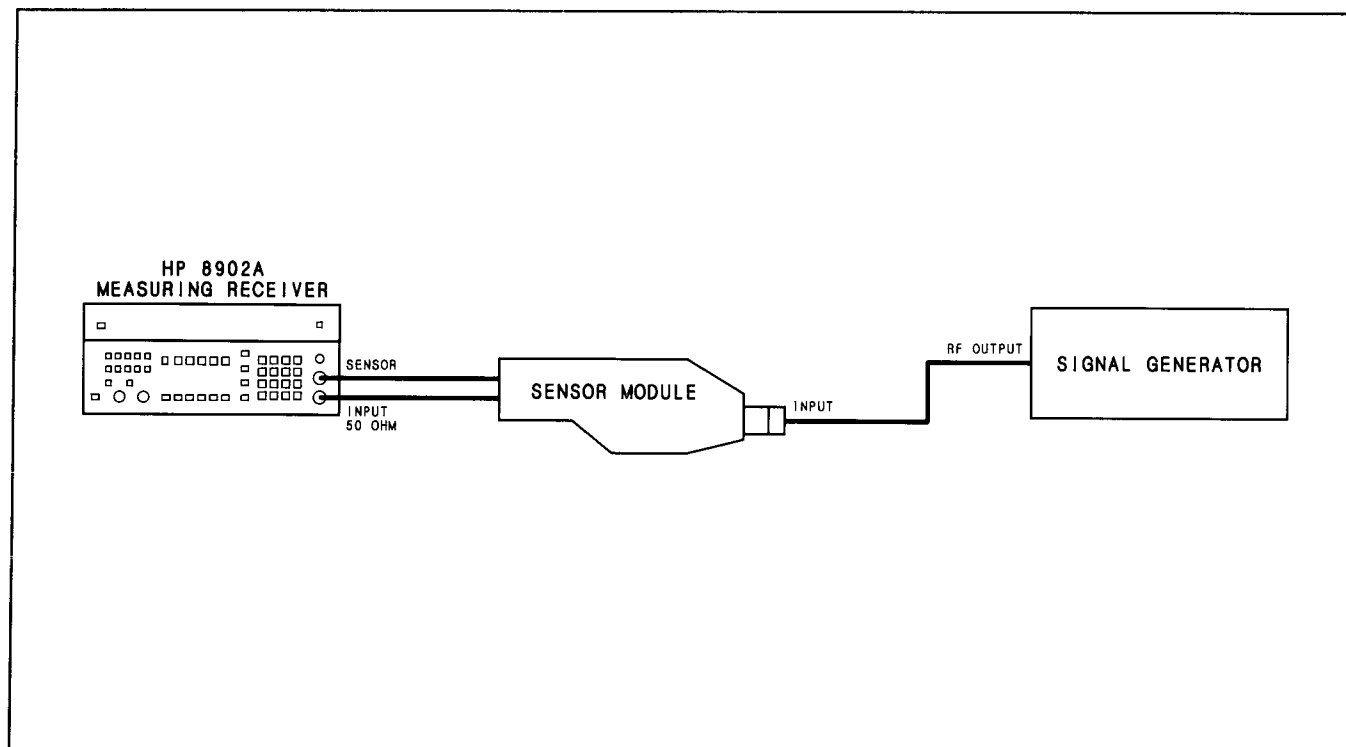 HP 8902A
MEASURING RECEIVER
SENSOR
INPUT
50 OHM
SENSOR MODULE
INPUT
RF OUTPUT
SIGNAL GENERATOR